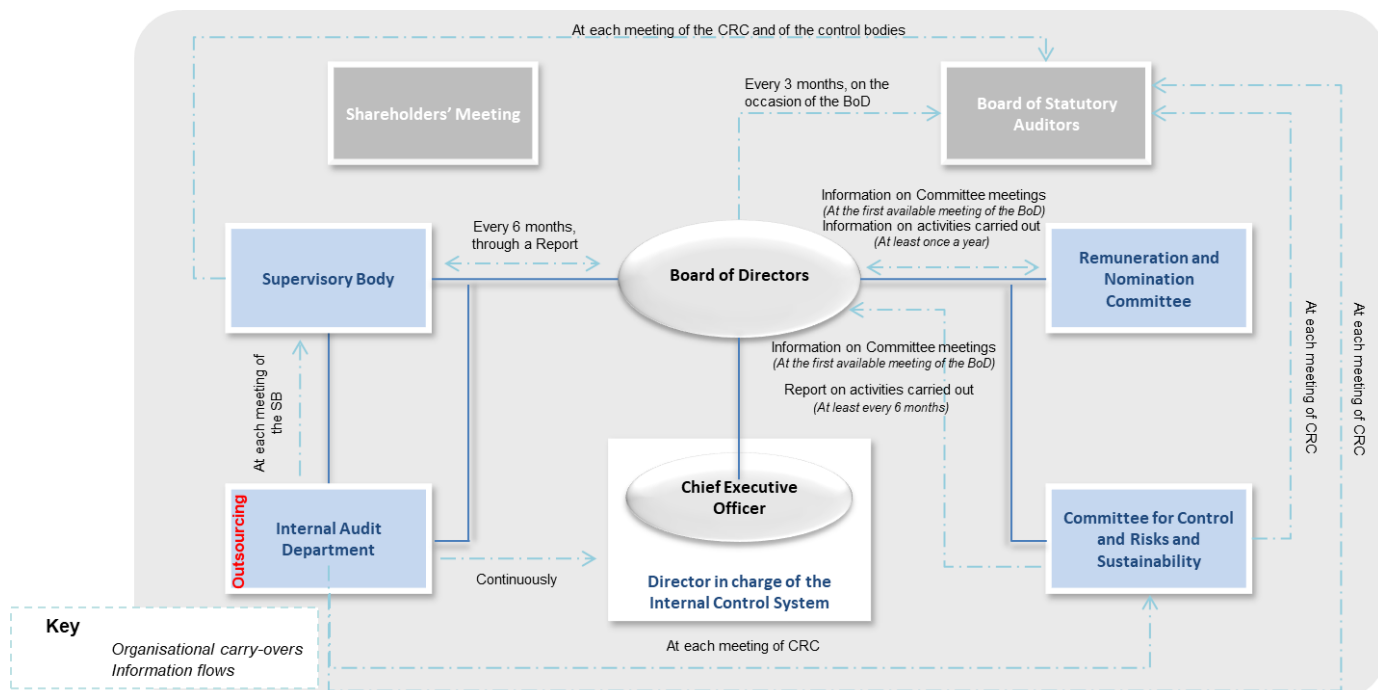 At each meeting of the CRC and of the control bodies
Shareholders' Meeting
Every 3 months, on the
occasion of the BoD
Board of Statutory
Auditors
Information on Committee meetings
(At the first available meeting of the BoD)
Information on activities carried out
(At least once a year)
Every 6 months,
through a Report
Supervisory Body
Board of Directors
Remuneration and
Nomination
Committee
At each meeting of CRC
At each meeting of CRC
Information on Committee meetings
(At the first available meeting of the BoD)
Report on activities carried out
(At least every 6 months)
At each meeting of
the SB
Outsourcing
Internal Audit
Department
Continuously
Chief Executive
Officer
Director in charge of the
Internal Control System
Committee for Control
and Risks and
Sustainability
At each meeting of CRC
Key
Organisational carry-overs
Information flows